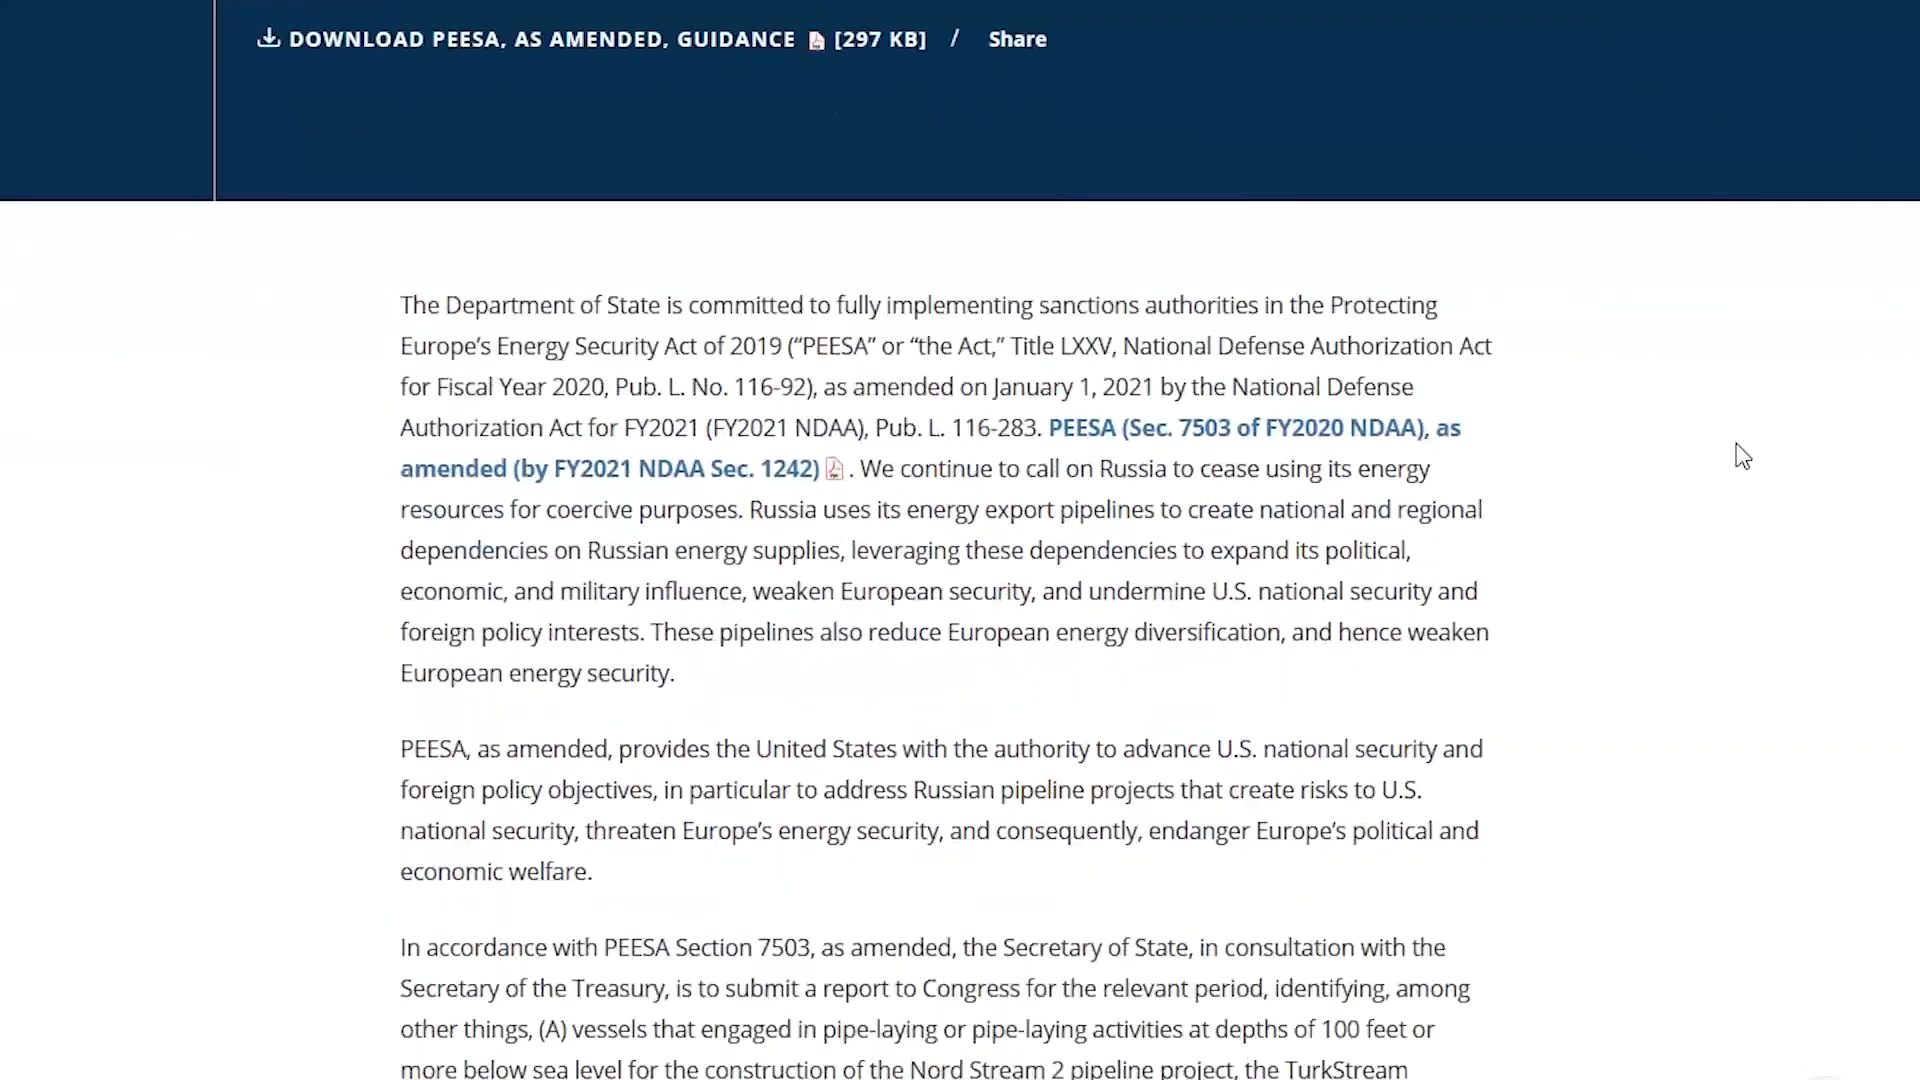 DOWNLOAD PEESA, AS AMENDED, GUIDANCE [297 KB] / Share
The Department of State is committed to fully implementing sanctions authorities in the Protecting
Europe’s Energy Security Act of 2019 (“PEESA” or “the Act,” Title LXXV, National Defense Authorization Act
for Fiscal Year 2020, Pub. L. No. 116-92), as amended on January 1, 2021 by the National Defense
Authorization Act for FY2021 (FY2021 NDAA), Pub. L. 116-283. PEESA (Sec. 7503 of FY2020 NDAA), as
amended (by FY2021 NDAA Sec. 1242) . We continue to call on Russia to cease using its energy
resources for coercive purposes. Russia uses its energy export pipelines to create national and regional
dependencies on Russian energy supplies, leveraging these dependencies to expand its political,
economic, and military influence, weaken European security, and undermine U.S. national security and
foreign policy interests. These pipelines also reduce European energy diversification, and hence weaken
European energy security.
PEESA, as amended, provides the United States with the authority to advance U.S. national security and
foreign policy objectives, in particular to address Russian pipeline projects that create risks to U.S.
national security, threaten Europe’s energy security, and consequently, endanger Europe’s political and
economic welfare.
In accordance with PEESA Section 7503, as amended, the Secretary of State, in consultation with the
Secretary of the Treasury, is to submit a report to Congress for the relevant period, identifying, among
other things, (A) vessels that engaged in pipe-laying or pipe-laying activities at depths of 100 feet or
more below sea level for the construction of the Nord Stream 2 pipeline project, the TurkStream